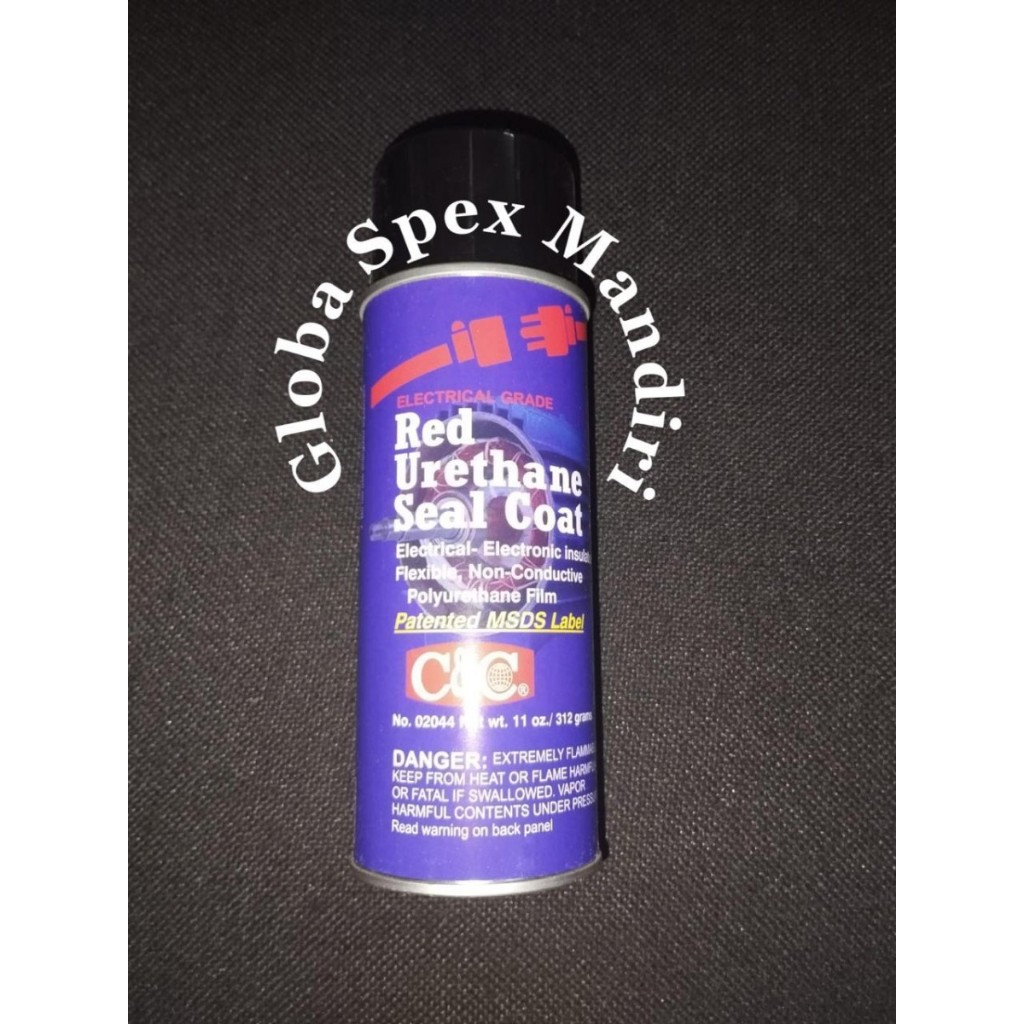 Globa Spex Mandiri
ELECTRICAL GRADE
Red
Urethane
Seal Coat
Electrical- Electronic
Flexible, Non-Conductive
Polyurethane Film
Patented MSDS Label
C&C®
No. 02044 wt. 11 oz./ 312 grams
DANGER: EXTREMELY
KEEP FROM HEAT OR FLAME
OR FATAL IF SWALLOWED. VAPOR
HARMFUL CONTENTS UNDER
Read warning on back panel